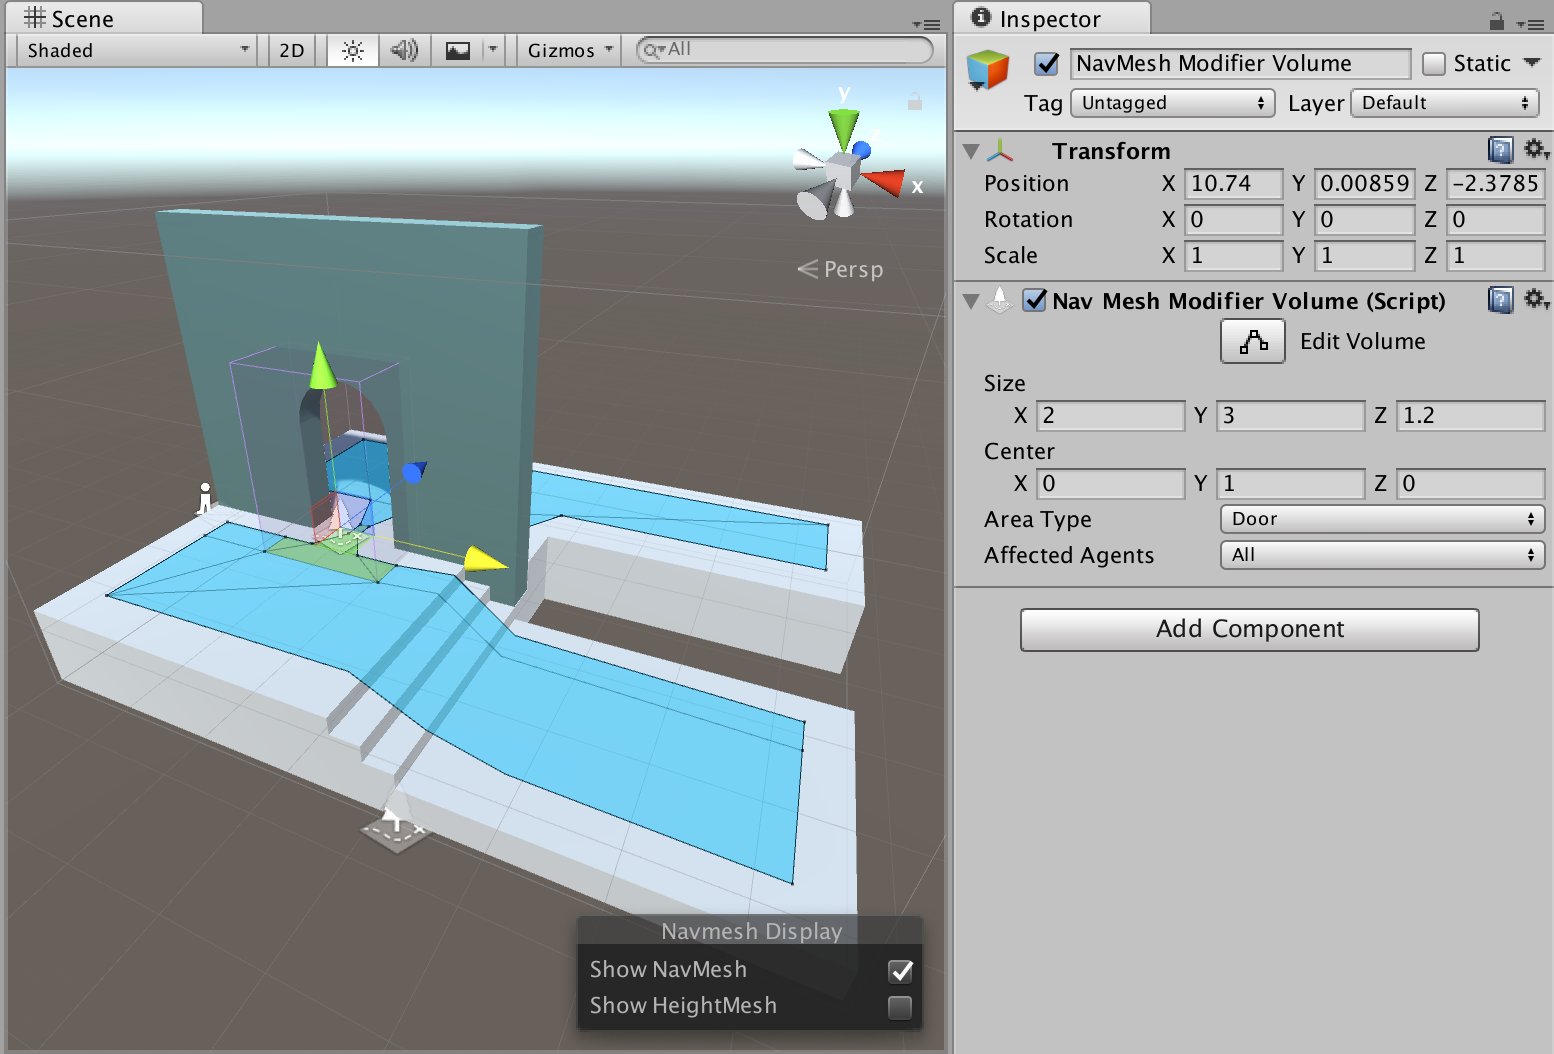 Scene
Shaded 2D Gizmos All
y
z
x
Persp
Navmesh Display
Show NavMesh
Show HeightMesh
Inspector
NavMesh Modifier Volume Static
Tag Untagged Layer Default
Transform
Position X 10.74 Y 0.00859 Z -2.3785
Rotation X 0 Y 0 Z 0
Scale X 1 Y 1 Z 1
Nav Mesh Modifier Volume (Script)
Edit Volume
Size
X 2 Y 3 Z 1.2
Center
X 0 Y 1 Z 0
Area Type Door
Affected Agents All
Add Component